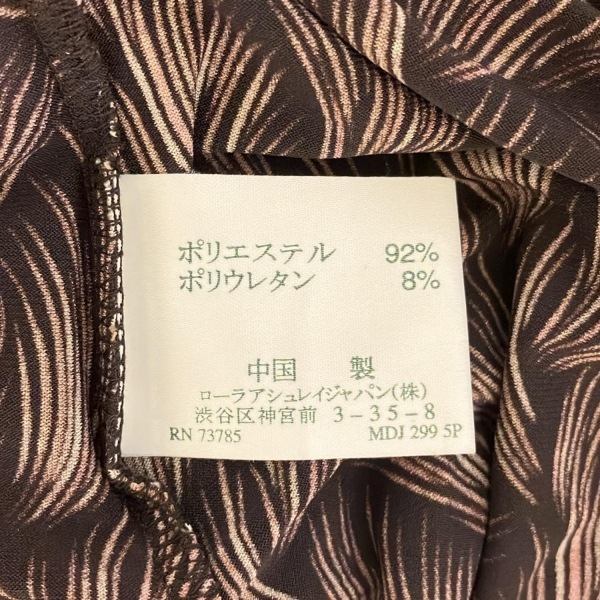 ポリエステル 92%
ポリウレタン 8%
中国 製
ローラアシュレイジャパン(株)
渋谷区神宮前 3-35-8
RN 73785 MDJ 299 5P